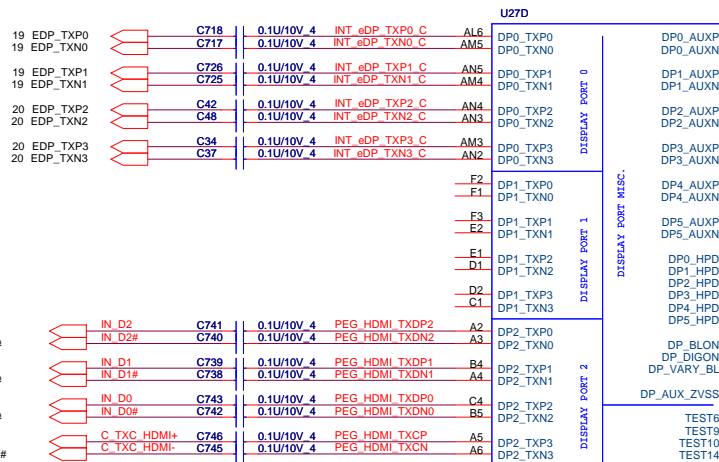 U27D
19 EDP_TXP0 C718 0.1U/10V_4 INT_eDP_TXP0_C AL6 DP0_TXP0 DP0_AUXP
19 EDP_TXN0 C717 0.1U/10V_4 INT_eDP_TXN0_C AM5 DP0_TXN0 DP0_AUXN
19 EDP_TXP1 C726 0.1U/10V_4 INT_eDP_TXP1_C AN5 DP0_TXP1 DP1_AUXP
19 EDP_TXN1 C725 0.1U/10V_4 INT_eDP_TXN1_C AM4 DP0_TXN1 DP1_AUXN
20 EDP_TXP2 C42 0.1U/10V_4 INT_eDP_TXP2_C AN4 DP0_TXP2 DP2_AUXP
20 EDP_TXN2 C48 0.1U/10V_4 INT_eDP_TXN2_C AN3 DP0_TXN2 DP2_AUXN
20 EDP_TXP3 C34 0.1U/10V_4 INT_eDP_TXP3_C AM3 DP0_TXP3 DP3_AUXP
20 EDP_TXN3 C37 0.1U/10V_4 INT_eDP_TXN3_C AN2 DP0_TXN3 DP3_AUXN
DISPLAY PORT 0
DISPLAY PORT MISC.
F2 DP1_TXP0 DP4_AUXP
F1 DP1_TXN0 DP4_AUXN
F3 DP1_TXP1 DP5_AUXP
E2 DP1_TXN1 DP5_AUXN
E1 DP1_TXP2 DP0_HPD
D1 DP1_TXN2 DP1_HPD
DP2_HPD
D2 DP1_TXP3 DP3_HPD
C1 DP1_TXN3 DP4_HPD
DP5_HPD
DISPLAY PORT 1
IN_D2 C741 0.1U/10V_4 PEG_HDMI_TXDP2 A2 DP2_TXP0
IN_D2# C740 0.1U/10V_4 PEG_HDMI_TXDN2 A3 DP2_TXN0 DP_BLON
DP_DIGON
IN_D1 C739 0.1U/10V_4 PEG_HDMI_TXDP1 B4 DP2_TXP1 DP_VARY_BL
IN_D1# C738 0.1U/10V_4 PEG_HDMI_TXDN1 A4 DP2_TXN1
DP_AUX_ZVSS
IN_D0 C743 0.1U/10V_4 PEG_HDMI_TXDP0 C4 DP2_TXP2
IN_D0# C742 0.1U/10V_4 PEG_HDMI_TXDN0 B5 DP2_TXN2 TEST6
TEST9
C_TXC_HDMI+ C746 0.1U/10V_4 PEG_HDMI_TXCP A5 DP2_TXP3 TEST10
# C_TXC_HDMI- C745 0.1U/10V_4 PEG_HDMI_TXCN A6 DP2_TXN3 TEST14
DISPLAY PORT 2